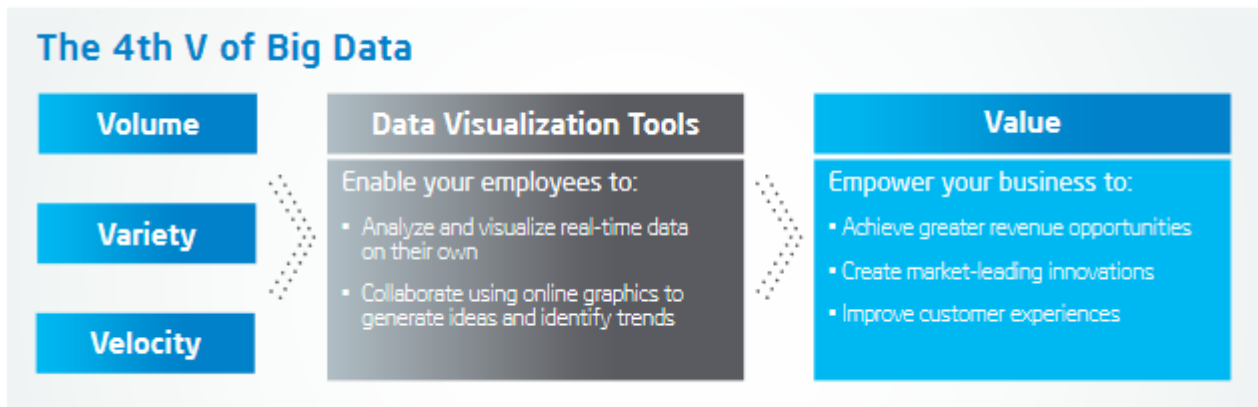 The 4th V of Big Data
Volume
Variety
Velocity
Data Visualization Tools
Enable your employees to:
▪ Analyze and visualize real-time data
on their own
▪ Collaborate using online graphics to
generate ideas and identify trends
Value
Empower your business to:
▪ Achieve greater revenue opportunities
▪ Create market-leading innovations
▪ Improve customer experiences